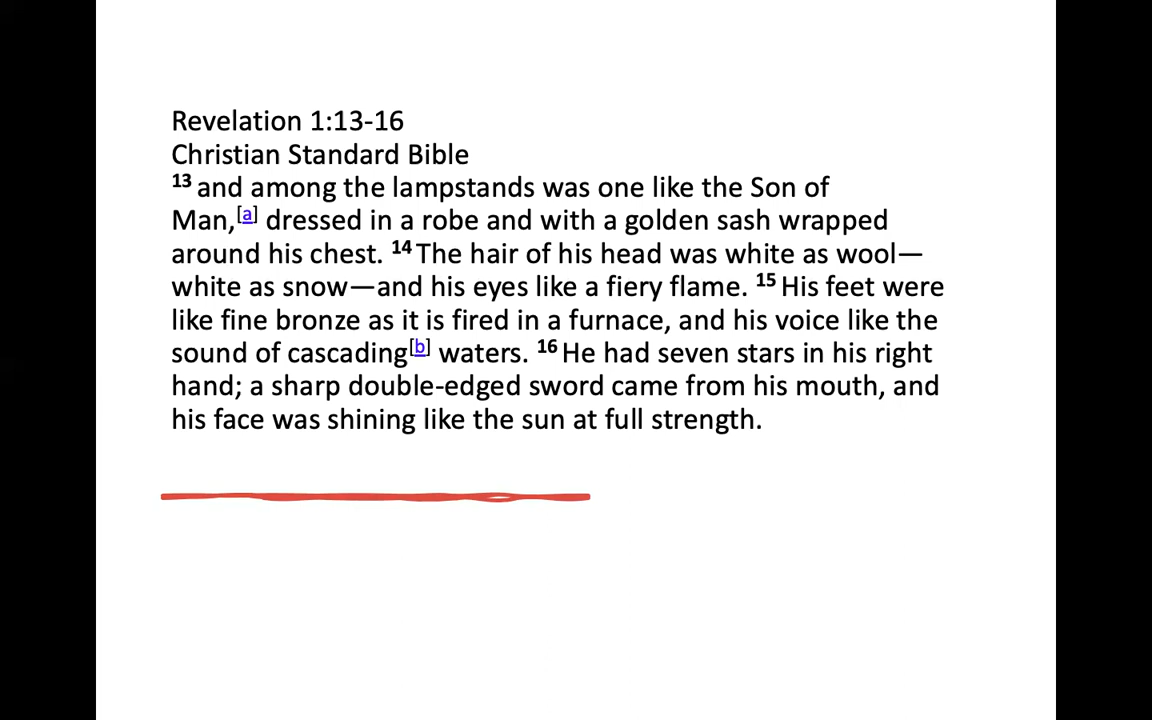 Revelation 1:13-16
Christian Standard Bible
13 and among the lampstands was one like the Son of
Man,[a] dressed in a robe and with a golden sash wrapped
around his chest. 14 The hair of his head was white as wool—
white as snow—and his eyes like a fiery flame. 15 His feet were
like fine bronze as it is fired in a furnace, and his voice like the
sound of cascading[b] waters. 16 He had seven stars in his right
hand; a sharp double-edged sword came from his mouth, and
his face was shining like the sun at full strength.